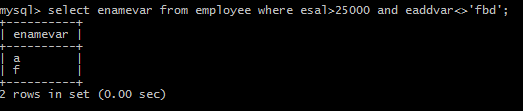 mysql> select enamevar from employee where esal>25000 and eaddvar<>'fbd';
+----------+
| enamevar |
+----------+
| a        |
| f        |
+----------+
2 rows in set (0.00 sec)